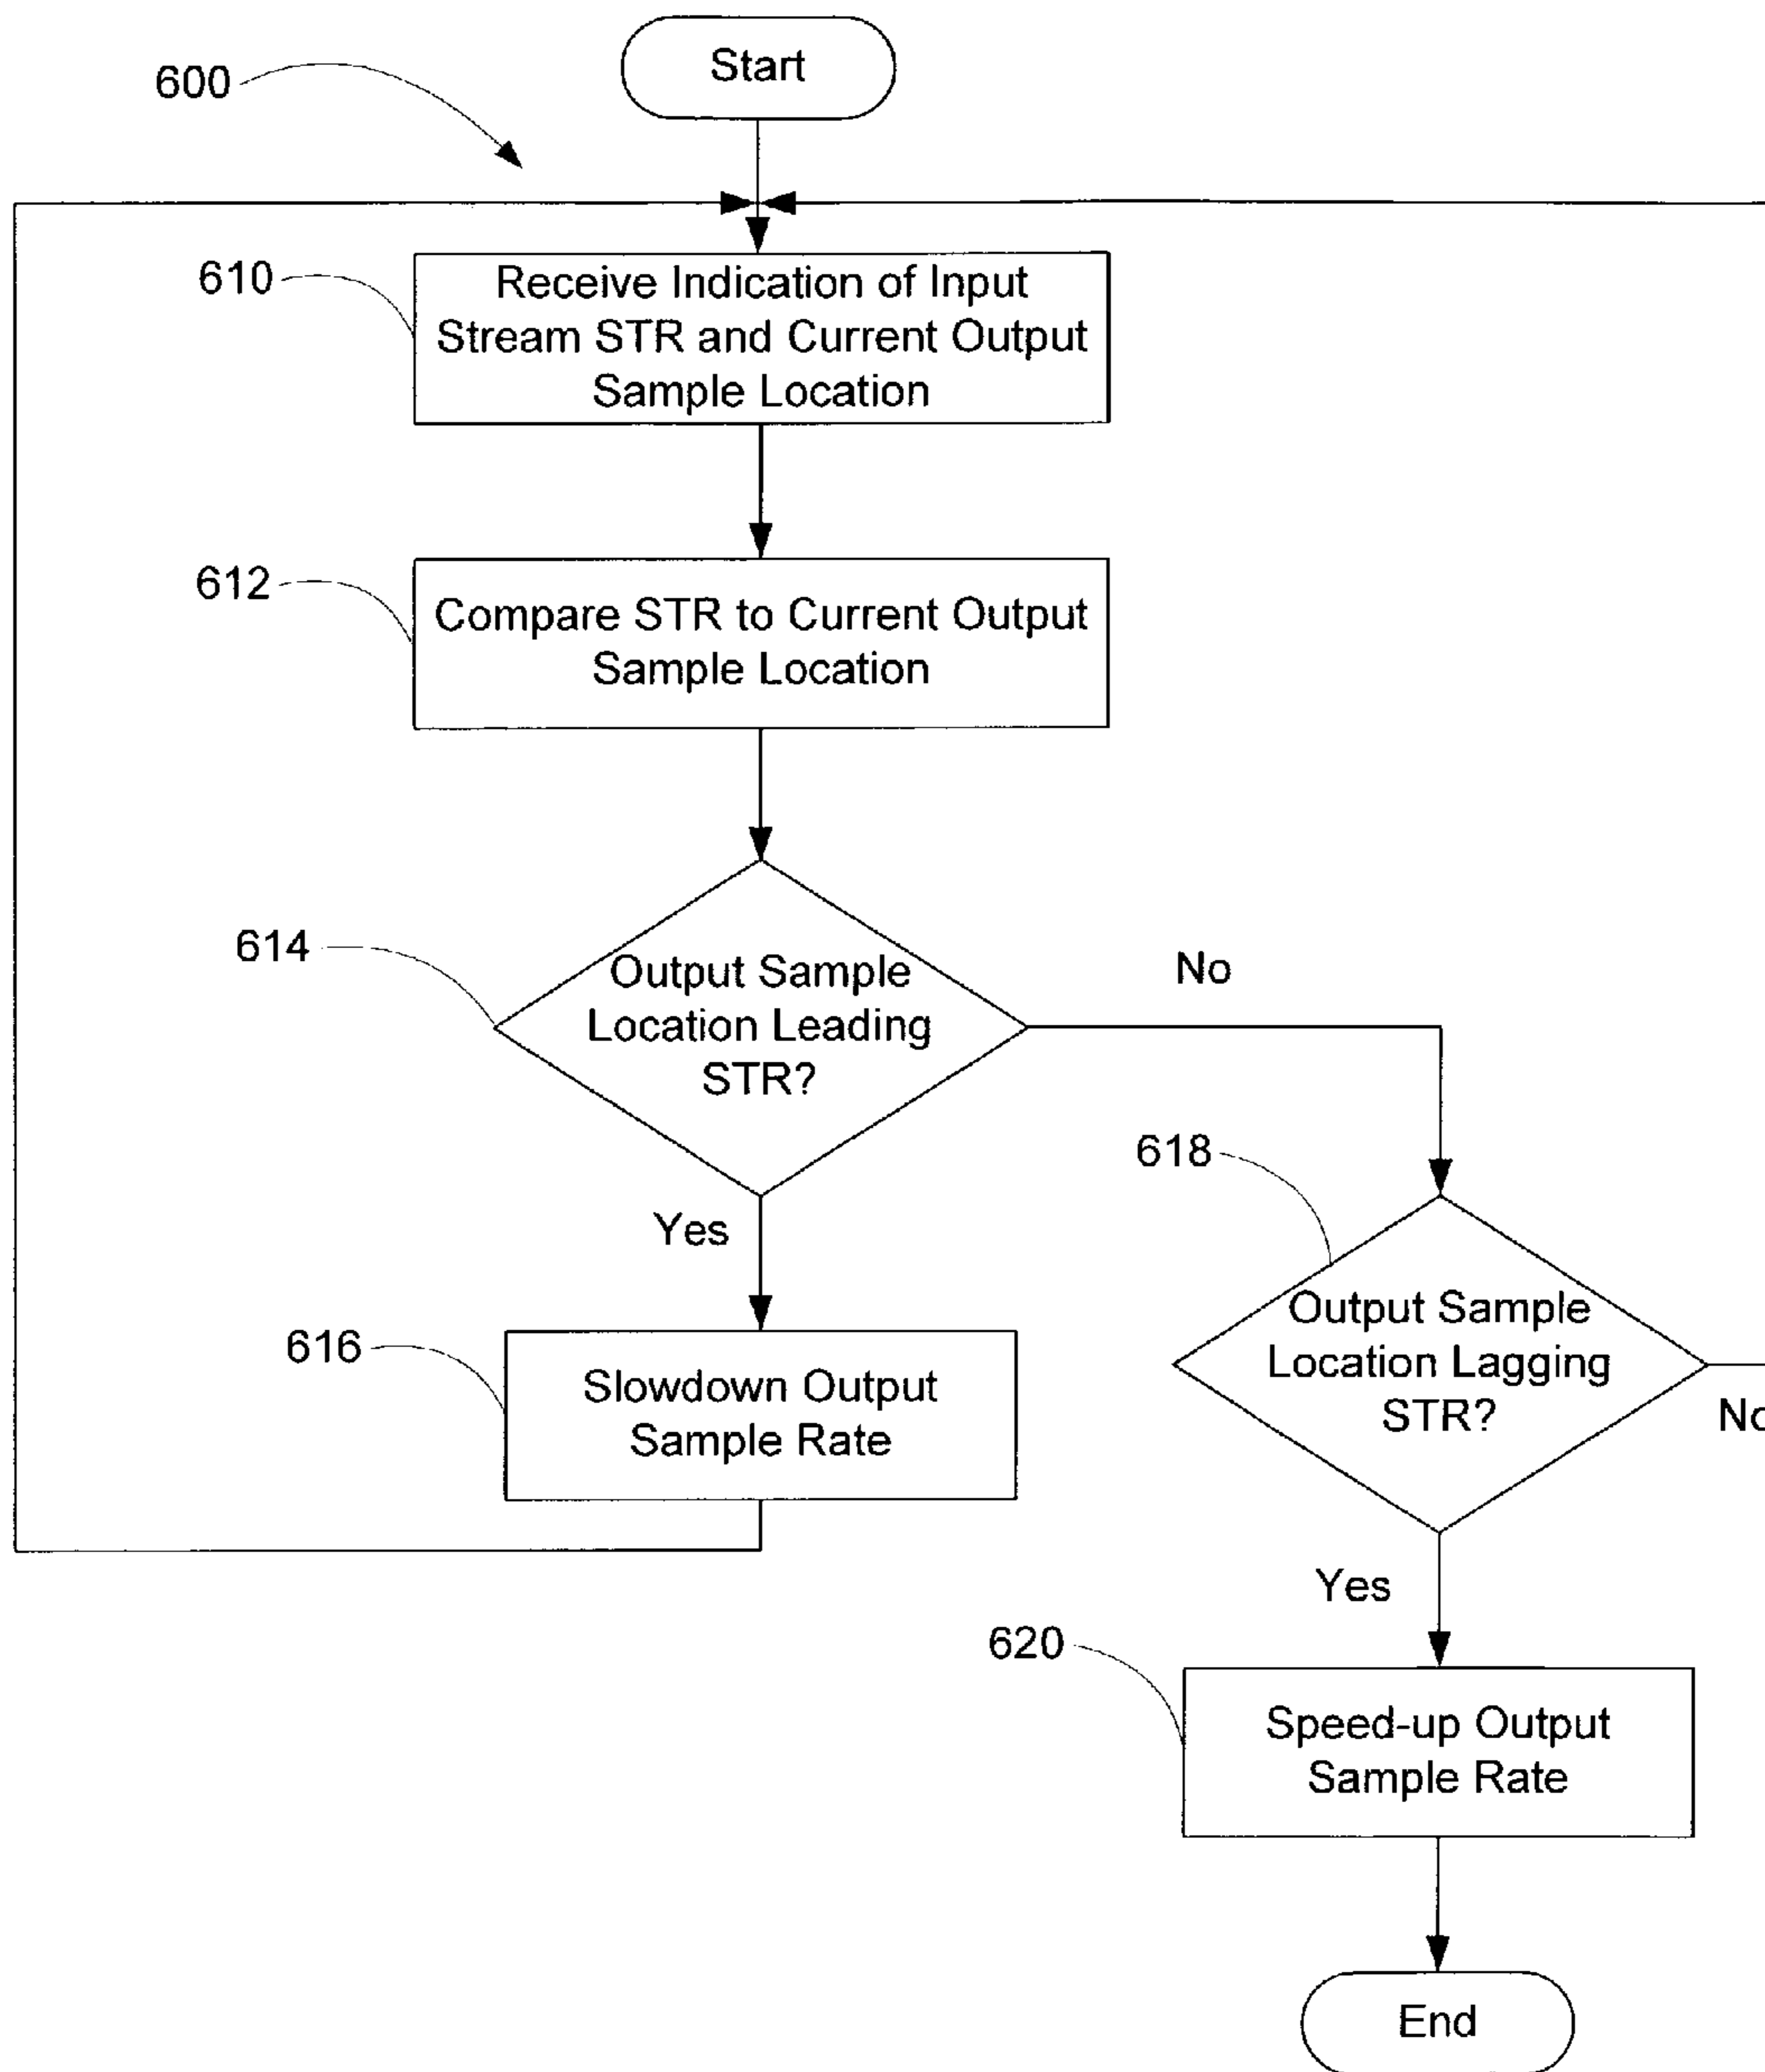 Start
600
610
Receive Indication of Input
Stream STR and Current Output
Sample Location
612
Compare STR to Current Output
Sample Location
614
Output Sample
Location Leading
STR?
No
Yes
618
616
Slowdown Output
Sample Rate
Output Sample
Location Lagging
STR?
No
Yes
620
Speed-up Output
Sample Rate
End